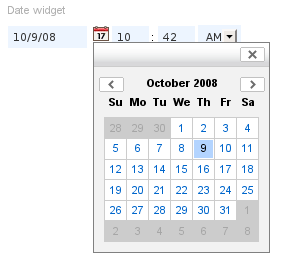 Date widget
10/9/08 10 : 42 AM
October 2008
Su Mo Tu We Th Fr Sa
28 29 30 1 2 3 4
5 6 7 8 9 10 11
12 13 14 15 16 17 18
19 20 21 22 23 24 25
26 27 28 29 30 31 1
2 3 4 5 6 7 8